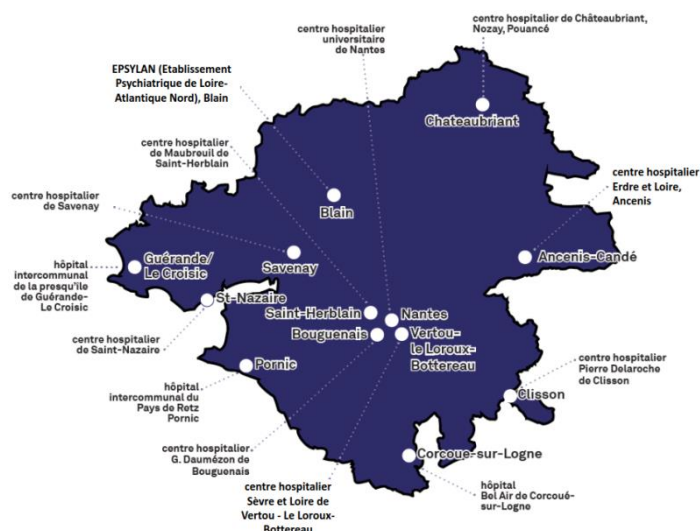 centre hospitalier
universitaire
de Nantes
centre hospitalier de Châteaubriant,
Nozay, Pouancé
EPSYLAN (Etablissement
Psychiatrique de Loire-
Atlantique Nord), Blain
Chateaubriant
centre hospitalier
de Maubreuil de
Saint-Herblain
centre hospitalier
Erdre et Loire,
Ancenis
centre hospitalier
de Savenay
Blain
Guérande/
Le Croisic
Savenay
Ancenis-Candé
hôpital
intercommunal
de la presqu'île
de Guérande-
Le Croisic
St-Nazaire
Saint-Herblain
Nantes
Bouguenais
Vertou-
le Loroux-
Bottereau
centre hospitalier
de Saint-Nazaire
Pornic
centre hospitalier
Pierre Delaroche
de Clisson
hôpital
intercommunal du
Pays de Retz
Pornic
Clisson
centre hospitalier
G. Daumézon de
Bouguenais
Corcoue-sur-Logne
centre hospitalier
Sèvre et Loire de
Vertou - Le Loroux-
Bottereau
hôpital
Bel Air de Corcoué-
sur-Logne